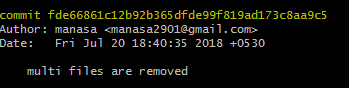 commit fde66861c12b92b365dfde99f819ad173c8aa9c5
Author: manasa <manasa2901@gmail.com>
Date: Fri Jul 20 18:40:35 2018 +0530
multi files are removed